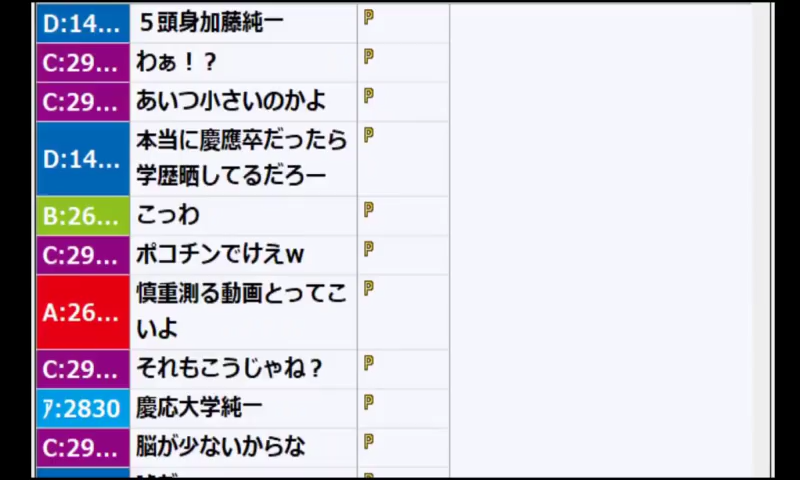 D:14... 5頭身加藤純一 P
C:29... わぁ！？ P
C:29... あいつ小さいのかよ P
D:14... 本当に慶應卒だったら P
学歴晒してるだろー
B:26... こっわ P
C:29... ポコチンでけえｗ P
A:26... 慎重測る動画とってこ P
いよ
C:29... それもこうじゃね？ P
ｱ:2830 慶応大学純一 P
C:29... 脳が少ないからな P